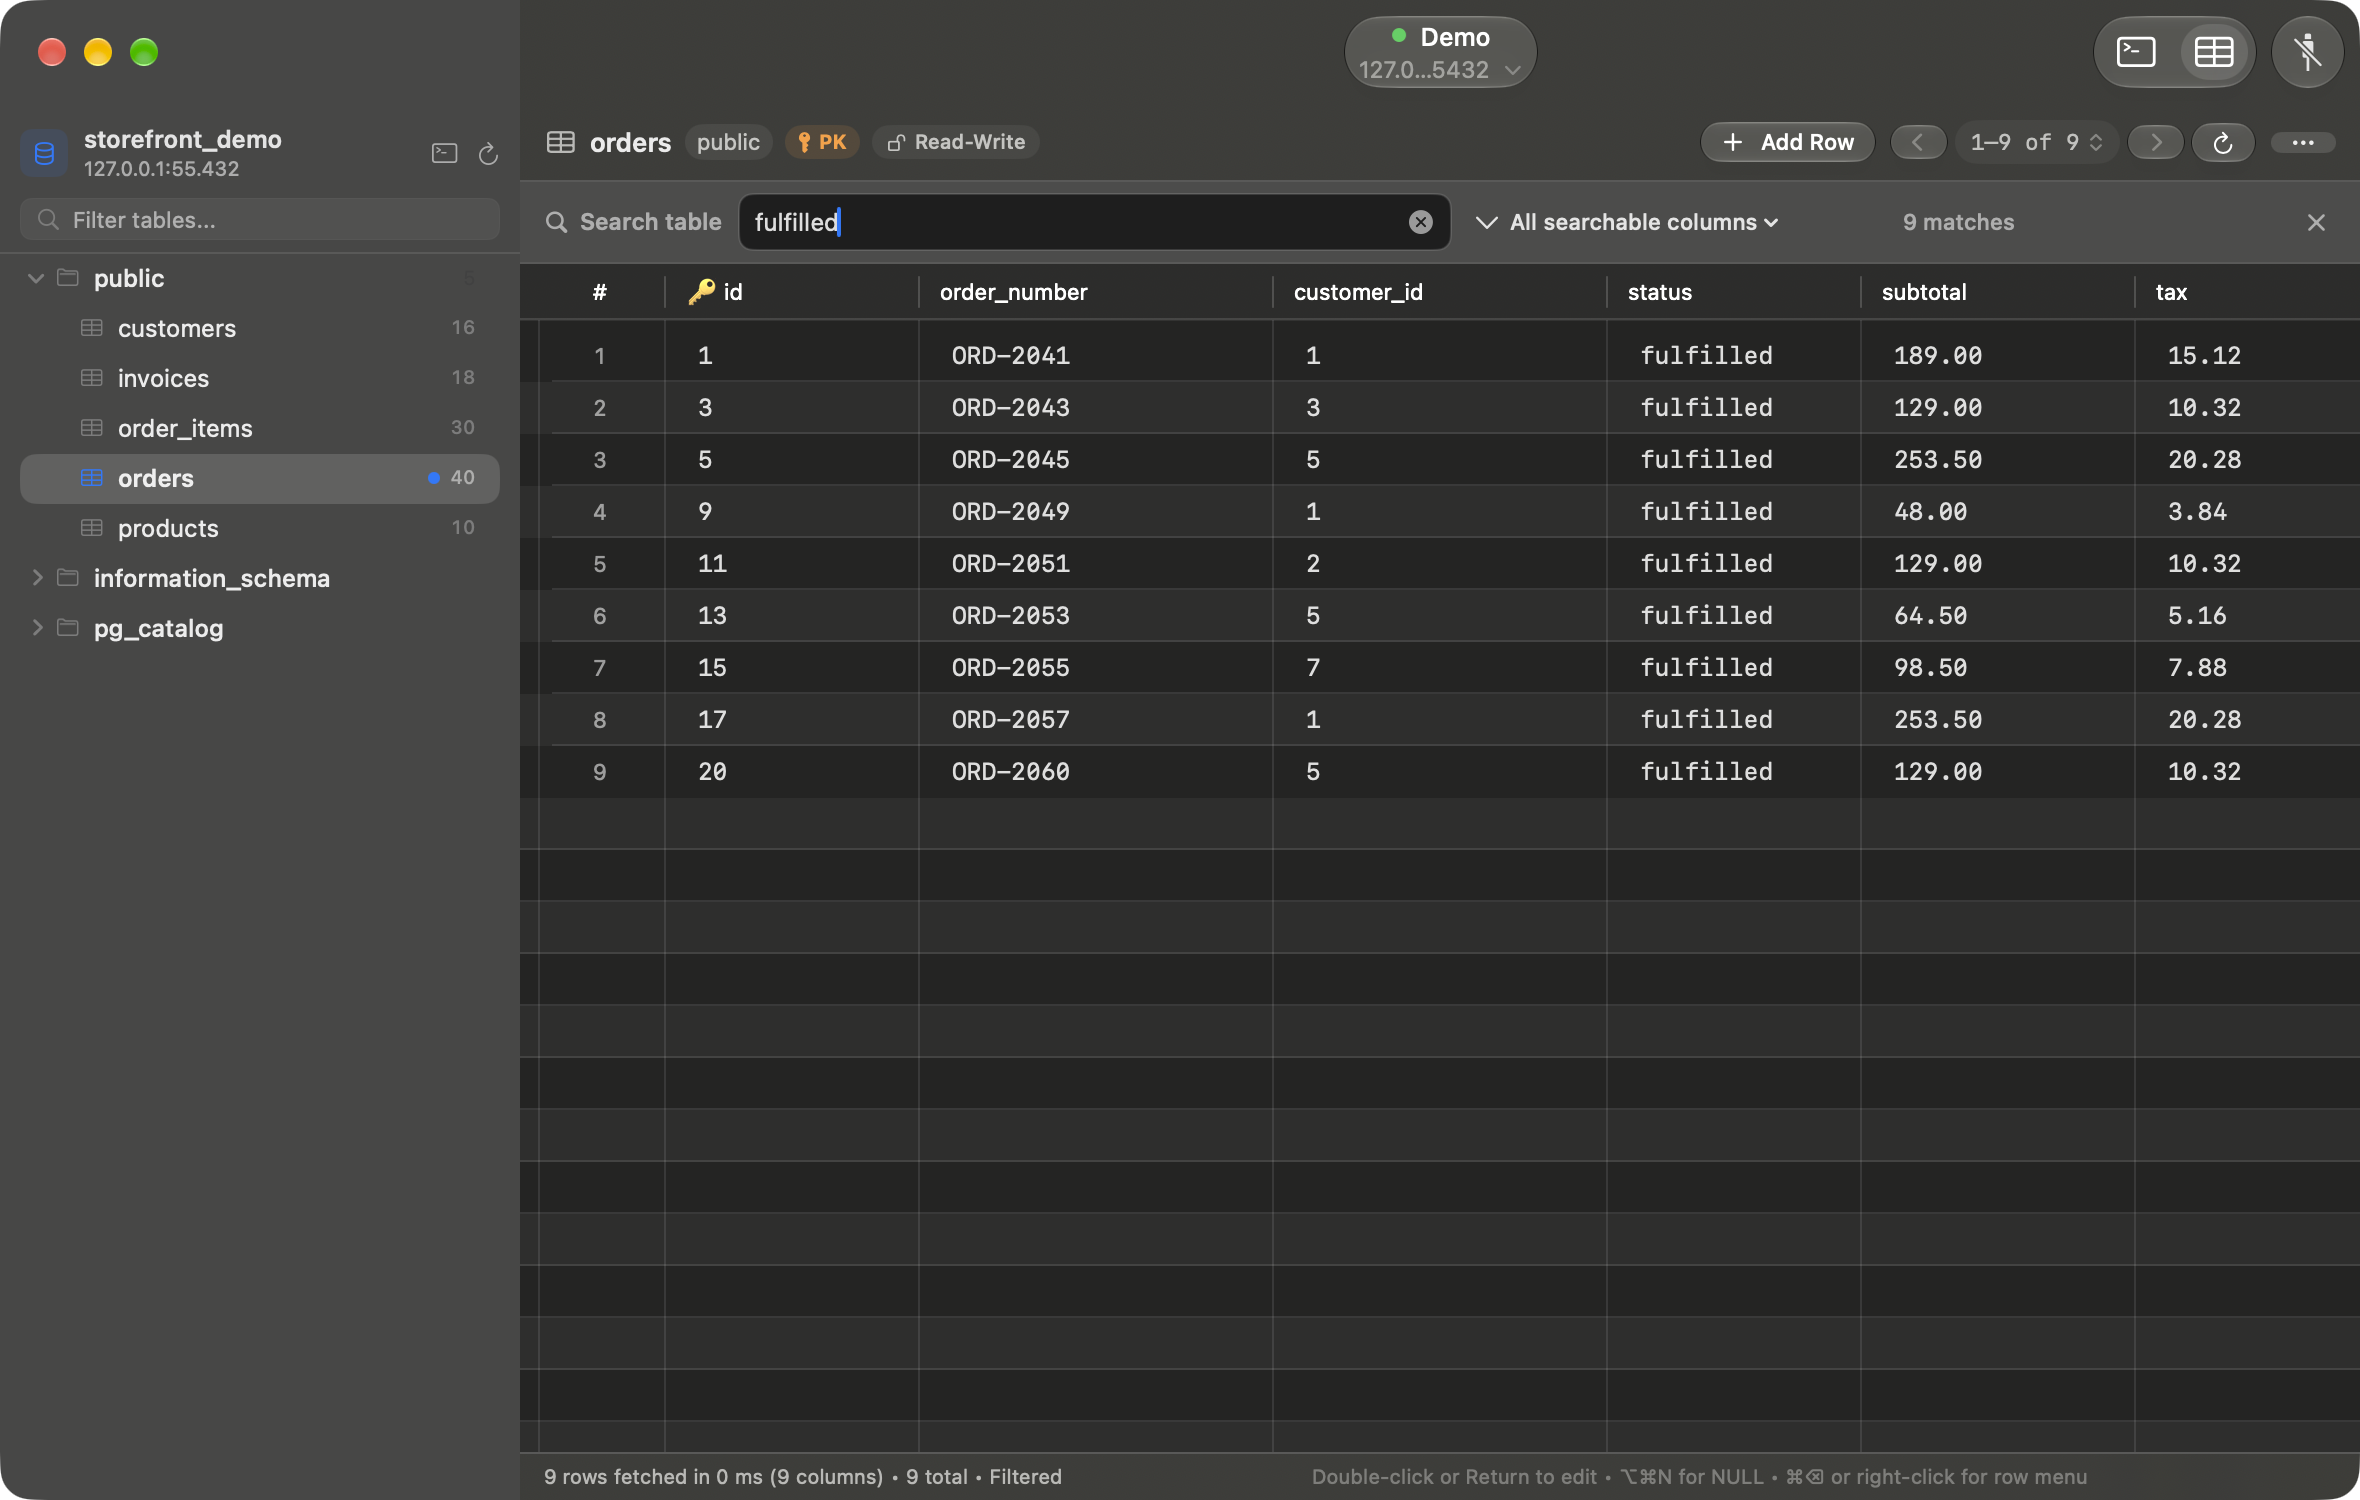 Demo
127.0...5432
storefront_demo
127.0.0.1:55.432
Filter tables...
public 5
customers 16
invoices 18
order_items 30
orders 40
products 10
information_schema
pg_catalog
orders public PK Read-Write Add Row 1–9 of 9
Search table fulfilled All searchable columns 9 matches
# id order_number customer_id status subtotal tax
1 1 ORD-2041 1 fulfilled 189.00 15.12
2 3 ORD-2043 3 fulfilled 129.00 10.32
3 5 ORD-2045 5 fulfilled 253.50 20.28
4 9 ORD-2049 1 fulfilled 48.00 3.84
5 11 ORD-2051 2 fulfilled 129.00 10.32
6 13 ORD-2053 5 fulfilled 64.50 5.16
7 15 ORD-2055 7 fulfilled 98.50 7.88
8 17 ORD-2057 1 fulfilled 253.50 20.28
9 20 ORD-2060 5 fulfilled 129.00 10.32
9 rows fetched in 0 ms (9 columns) • 9 total • Filtered
Double-click or Return to edit • ⌥⌘N for NULL • ⌘⌫ or right-click for row menu